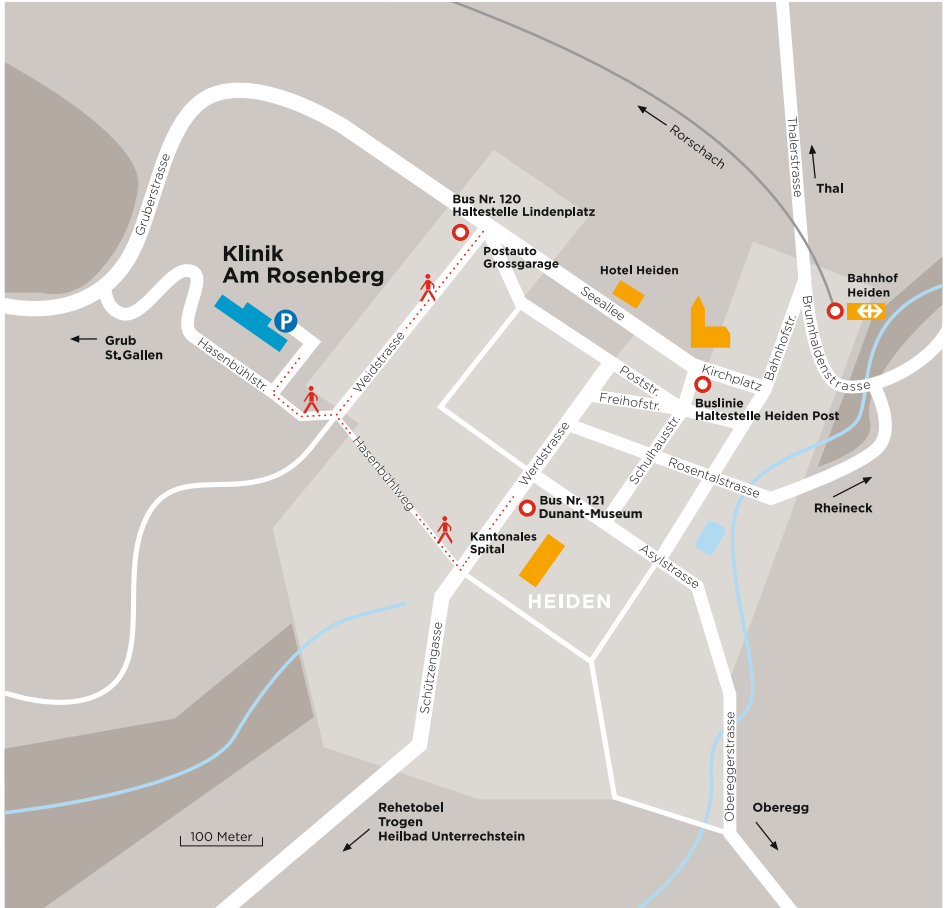 Rorschach
Thalerstrasse
Thal
Gruberstrasse
Bus Nr. 120
Haltestelle Lindenplatz
Klinik
Am Rosenberg
P
Postauto
Grossgarage
Hotel Heiden
Seeallee
Bahnhof
Heiden
Brunnhaldenstrasse
Bahnhofstr.
Grub
St.Gallen
Hasenbühlstr.
Weidstrasse
Poststr.
Kirchplatz
Freihofstr.
Buslinie
Haltestelle Heiden Post
Hasenbühlweg
Werdstrasse
Schulhausstr.
Rosentalstrasse
Rheineck
Bus Nr. 121
Dunant-Museum
Kantonales
Spital
Asylstrasse
HEIDEN
Schützengasse
Obereggerstrasse
Rehetobel
Trogen
Heilbad Unterrechstein
Oberegg
100 Meter